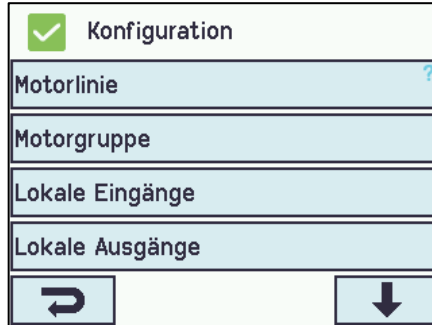 Konfiguration
Motorlinie ?
Motorgruppe
Lokale Eingänge
Lokale Ausgänge